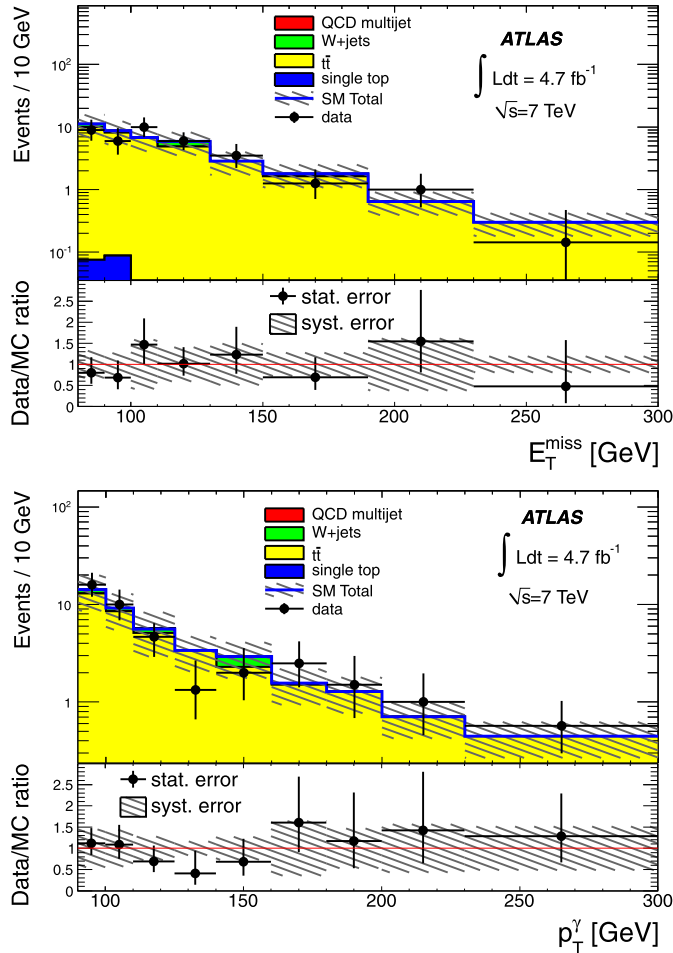 Events / 10 GeV
10²
10
1
10⁻¹
QCD multijet
W+jets
tt̄
single top
SM Total
data
ATLAS
∫ Ldt = 4.7 fb⁻¹
√s=7 TeV
Data/MC ratio
2.5
2
1.5
1
0.5
0
stat. error
syst. error
80 100 150 200 250 300
E_T^miss [GeV]
Events / 10 GeV
10²
10
1
QCD multijet
W+jets
tt̄
single top
SM Total
data
ATLAS
∫ Ldt = 4.7 fb⁻¹
√s=7 TeV
Data/MC ratio
2.5
2
1.5
1
0.5
0
stat. error
syst. error
90 100 150 200 250 300
p_T^γ [GeV]